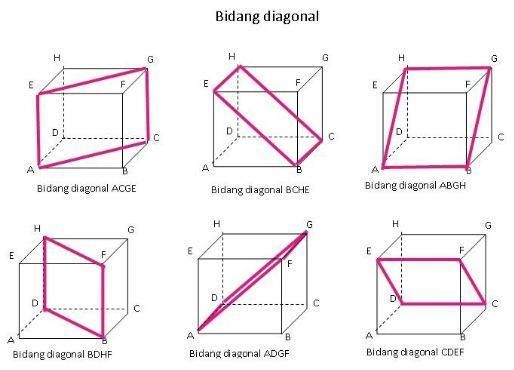 Bidang diagonal
H G
E F
D C
A B
Bidang diagonal ACGE
H G
E F
D C
A B
Bidang diagonal BCHE
H G
E F
D C
A B
Bidang diagonal ABGH
H G
E F
D C
A B
Bidang diagonal BDHF
H G
E F
D C
A B
Bidang diagonal ADGF
H G
E F
D C
A B
Bidang diagonal CDEF